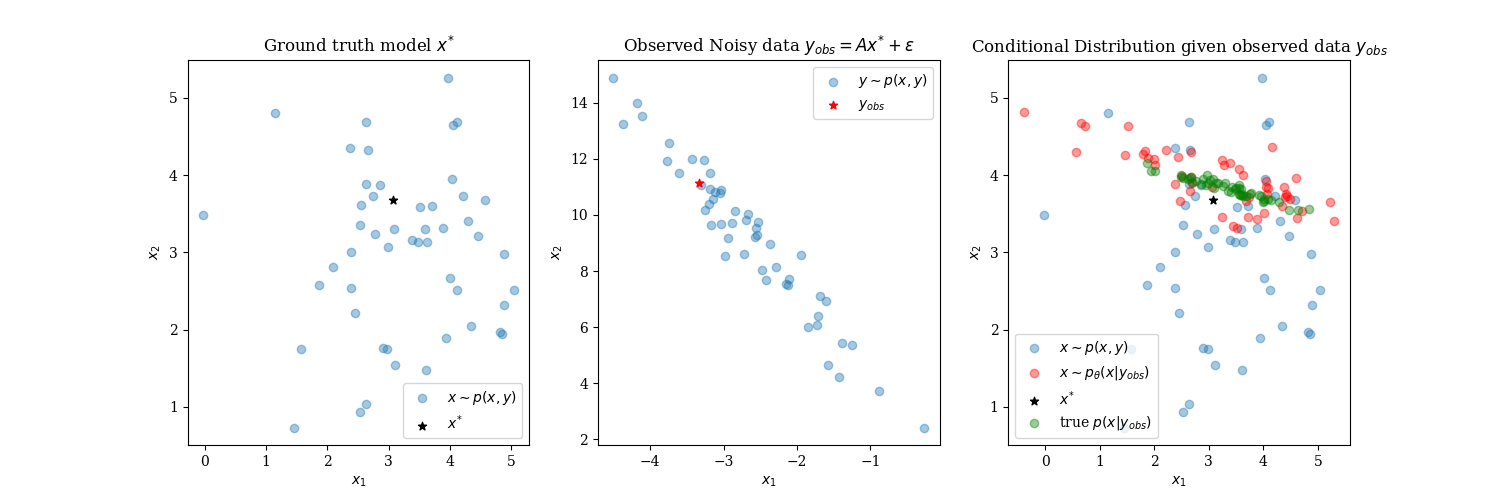 Ground truth model x*
Observed Noisy data y_obs = Ax* + ε
Conditional Distribution given observed data y_obs
x₂
5
4
3
2
1
0
1
2
3
4
5
x₁
x ~ p(x, y)
x*
x₂
14
12
10
8
6
4
2
−4
−3
−2
−1
x₁
y ~ p(x, y)
y_obs
x₂
5
4
3
2
1
0
1
2
3
4
5
x₁
x ~ p(x, y)
x ~ p_θ(x|y_obs)
x*
true p(x|y_obs)